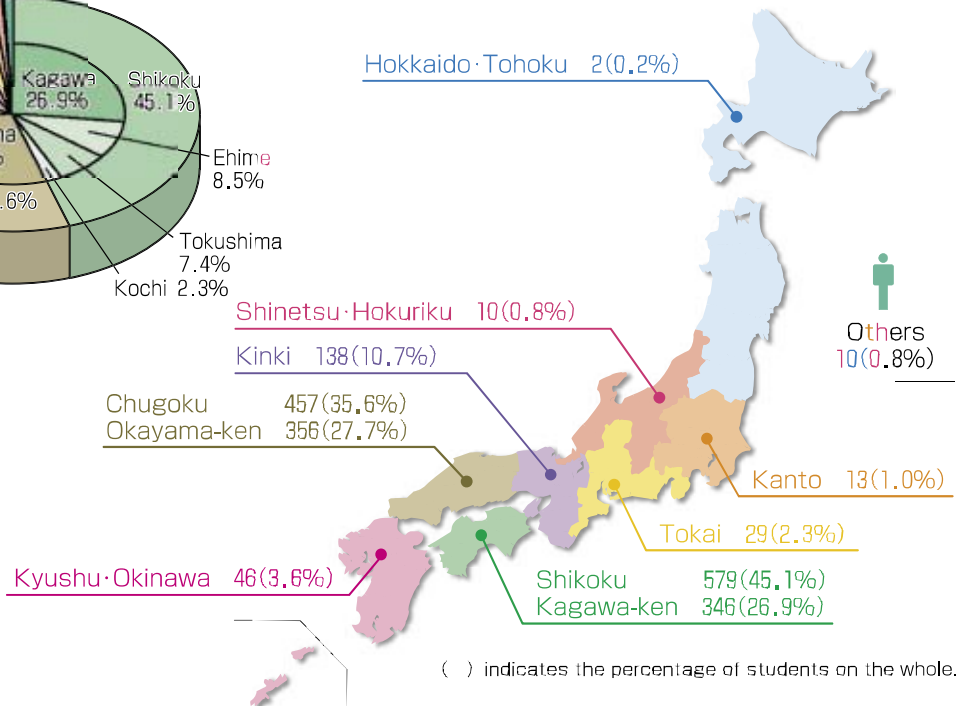 Kagawa
26.9%
Shikoku
45.1%
Ehime
8.5%
Tokushima
7.4%
Kochi 2.3%
.6%
Hokkaido·Tohoku 2(0.2%)
Shinetsu·Hokuriku 10(0.8%)
Others
10(0.8%)
Kinki 138(10.7%)
Chugoku 457(35.6%)
Okayama-ken 356(27.7%)
Kanto 13(1.0%)
Tokai 29(2.3%)
Kyushu·Okinawa 46(3.6%)
Shikoku 579(45.1%)
Kagawa-ken 346(26.9%)
( ) indicates the percentage of students on the whole.